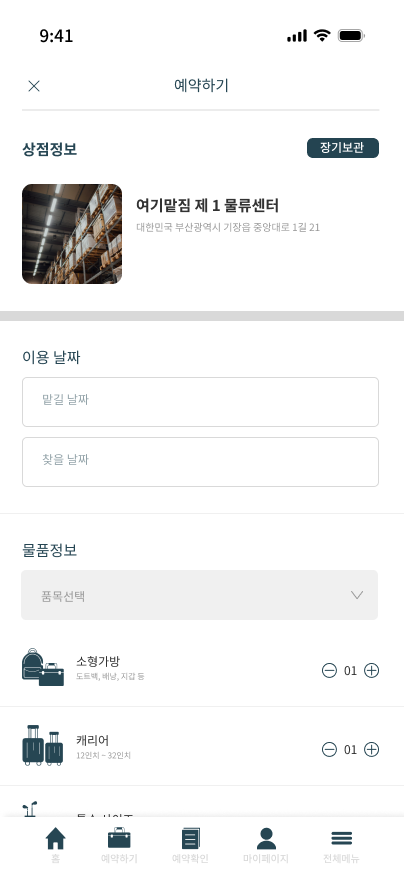 9:41
예약하기
상점정보
장기보관
여기맡짐 제 1 물류센터
대한민국 부산광역시 기장읍 중앙대로 1길 21
이용 날짜
맡길 날짜
찾을 날짜
물품정보
품목선택
소형가방
도트백, 배낭, 지갑 등
01
캐리어
12인치 ~ 32인치
01
홈
예약하기
예약확인
마이페이지
전체메뉴